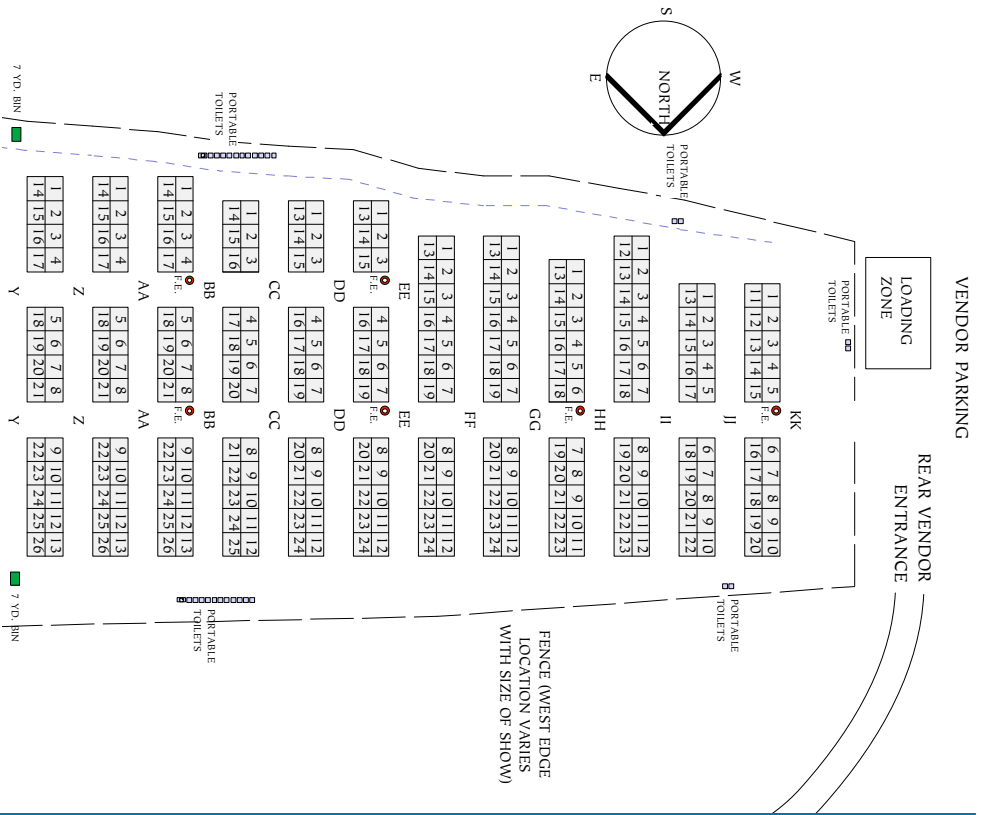 VENDOR PARKING
REAR VENDOR
ENTRANCE
LOADING
ZONE
PORTABLE
TOILETS
KK
1 2 3 4 5 F.E. 6 7 8 9 10
11 12 13 14 15 16 17 18 19 20
W
PORTABLE
TOILETS
JJ
1 2 3 4 5 6 7 8 9 10
13 14 15 16 17 18 19 20 21 22
PORTABLE
TOILETS
S
NORTH
II
1 2 3 4 5 6 7 8 9 10 11 12
12 13 14 15 16 17 18 19 20 21 22 23
E
HH
1 2 3 4 5 6 F.E. 7 8 9 10 11
13 14 15 16 17 18 19 20 21 22 23
FENCE (WEST EDGE
LOCATION VARIES
WITH SIZE OF SHOW)
GG
1 2 3 4 5 6 7 8 9 10 11 12
13 14 15 16 17 18 19 20 21 22 23 24
FF
1 2 3 4 5 6 7 8 9 10 11 12
13 14 15 16 17 18 19 20 21 22 23 24
EE EE
1 2 3 F.E. 4 5 6 7 F.E. 8 9 10 11 12
13 14 15 16 17 18 19 20 21 22 23 24
DD DD
1 2 3 4 5 6 7 8 9 10 11 12
13 14 15 16 17 18 19 20 21 22 23 24
CC CC
1 2 3 4 5 6 7 8 9 10 11 12
14 15 16 17 18 19 20 21 22 23 24 25
PORTABLE
TOILETS
PORTABLE
TOILETS
BB BB
1 2 3 4 F.E. 5 6 7 8 F.E. 9 10 11 12 13
14 15 16 17 18 19 20 21 22 23 24 25 26
AA AA
1 2 3 4 5 6 7 8 9 10 11 12 13
14 15 16 17 18 19 20 21 22 23 24 25 26
Z Z
1 2 3 4 5 6 7 8 9 10 11 12 13
14 15 16 17 18 19 20 21 22 23 24 25 26
7 YD. BIN
Y Y
7 YD. BIN